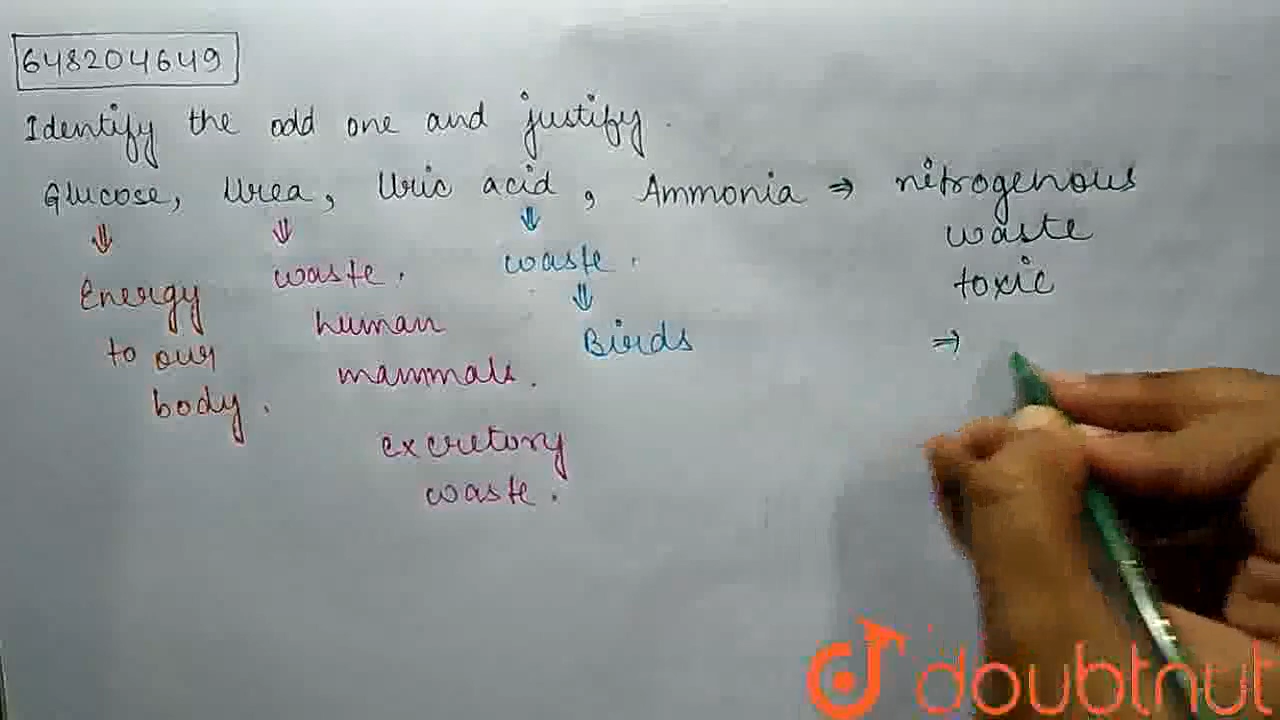 648204649
Identify the odd one and justify.
Glucose, Urea, Uric acid, Ammonia ⇒ nitrogenous
waste
toxic
⇒
⇓ ⇓ ⇓
Energy
to our
body.
waste.
human
mammals.
excretory
waste.
waste.
⇓
Birds
doubtnut